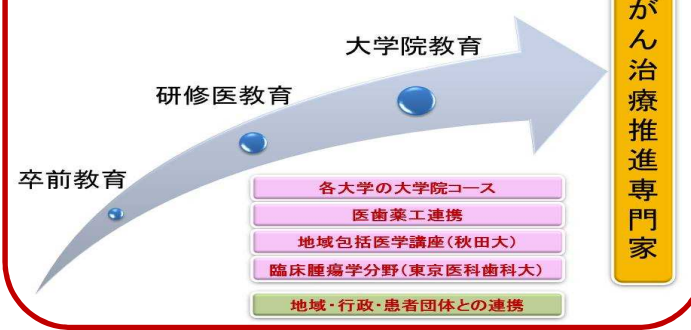 大学院教育
研修医教育
卒前教育
各大学の大学院コース
医歯薬工連携
地域包括医学講座(秋田大)
臨床腫瘍学分野(東京医科歯科大)
地域・行政・患者団体との連携
がん治療推進専門家